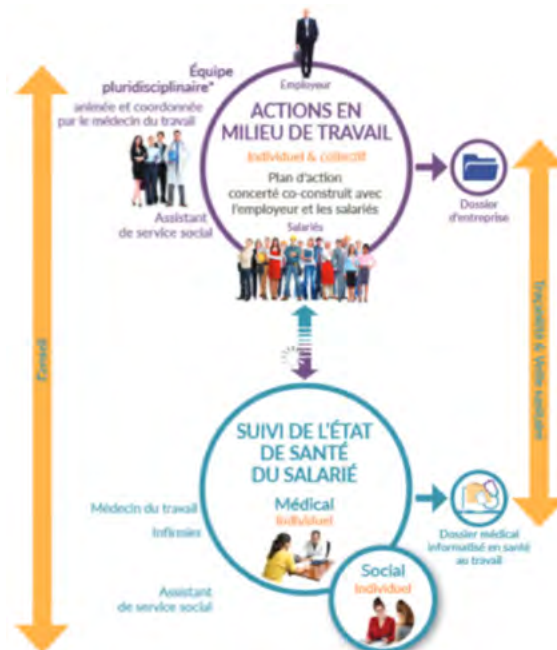 Équipe
pluridisciplinaire*
animée et coordonnée
par le médecin du travail
Assistant
de service social
Employeur
ACTIONS EN
MILIEU DE TRAVAIL
Individuel & collectif
Plan d'action
concerté co-construit avec
l'employeur et les salariés
Salariés
Dossier
d'entreprise
Conseil
Traçabilité & Veille sanitaire
SUIVI DE L'ÉTAT
DE SANTÉ
DU SALARIÉ
Médical
Individuel
Médecin du travail
Infirmier
Assistant
de service social
Social
Individuel
Dossier médical
informatisé en santé
au travail